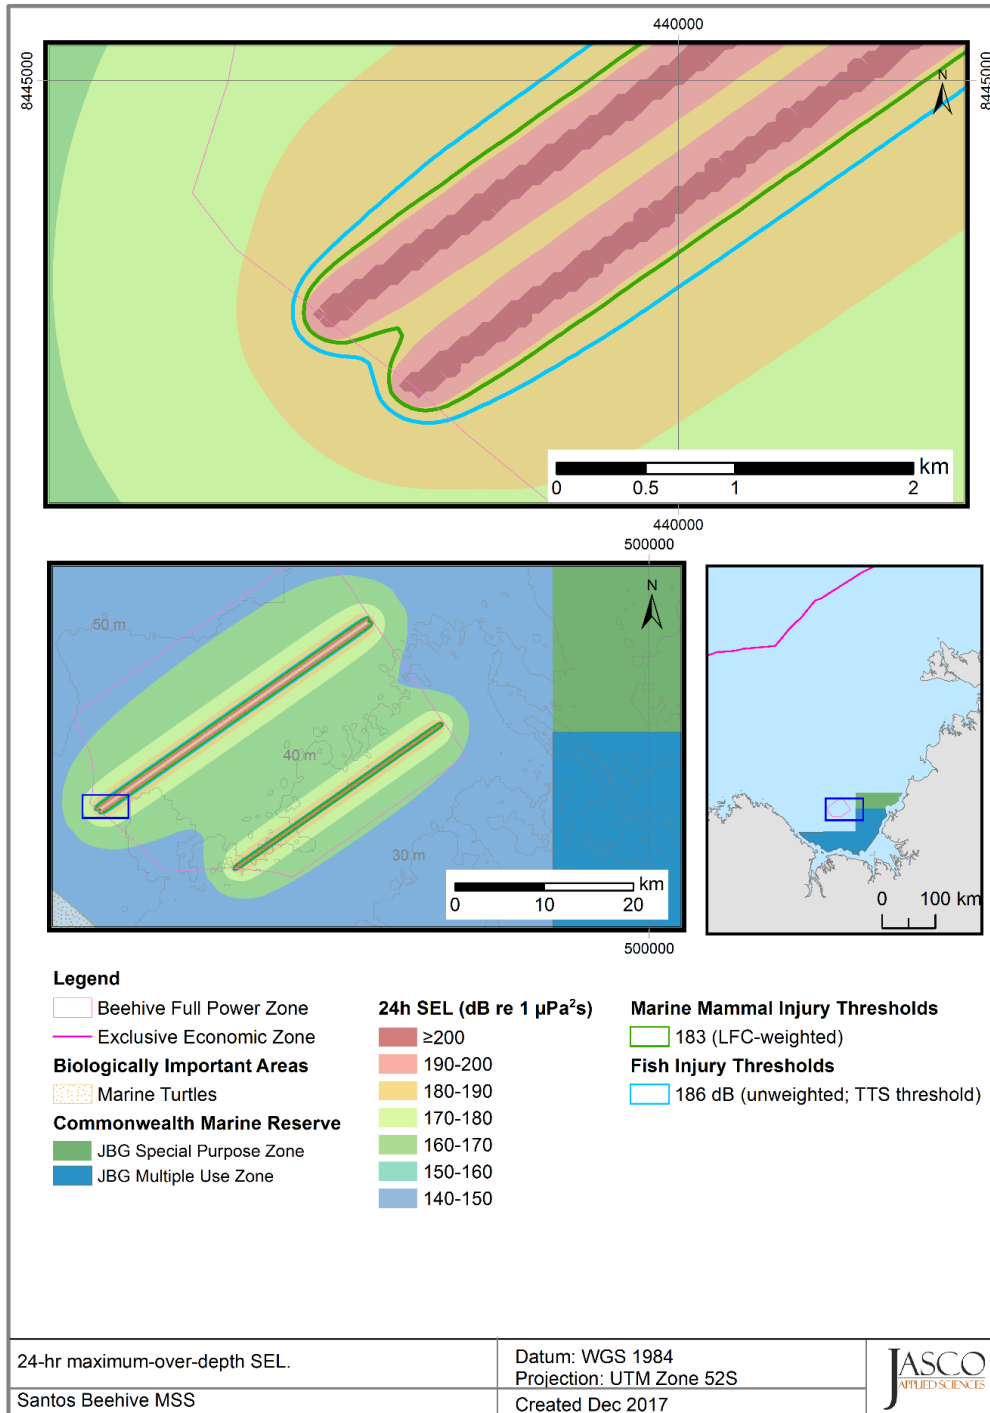 440000
8445000
8445000
N
km
0 0.5 1 2
440000
500000
50 m
40 m
30 m
N
km
0 10 20
500000
0 100 km
Legend
Beehive Full Power Zone
Exclusive Economic Zone
Biologically Important Areas
Marine Turtles
Commonwealth Marine Reserve
JBG Special Purpose Zone
JBG Multiple Use Zone
24h SEL (dB re 1 µPa²s)
≥200
190-200
180-190
170-180
160-170
150-160
140-150
Marine Mammal Injury Thresholds
183 (LFC-weighted)
Fish Injury Thresholds
186 dB (unweighted; TTS threshold)
24-hr maximum-over-depth SEL.
Santos Beehive MSS
Datum: WGS 1984
Projection: UTM Zone 52S
Created Dec 2017
JASCO
APPLIED SCIENCES